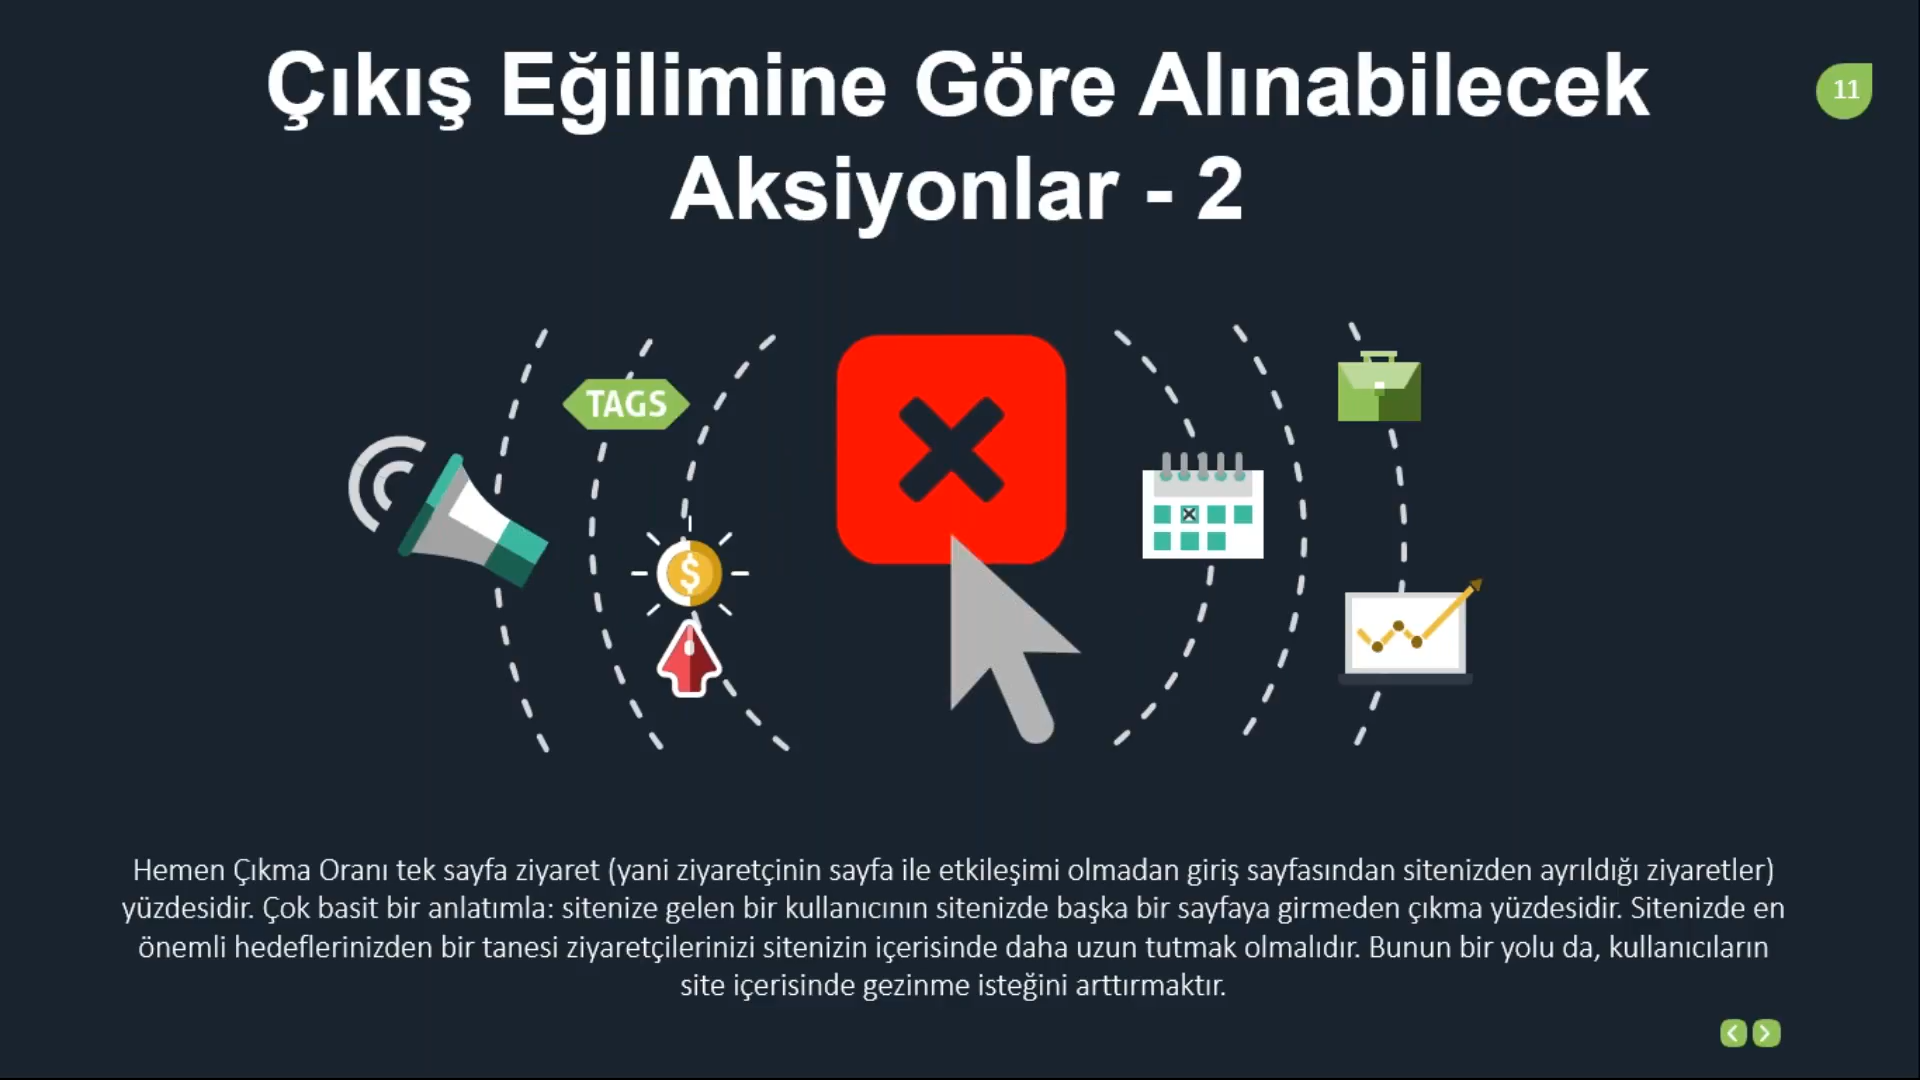 Çıkış Eğilimine Göre Alınabilecek
Aksiyonlar - 2
11
TAGS
$
Hemen Çıkma Oranı tek sayfa ziyaret (yani ziyaretçinin sayfa ile etkileşimi olmadan giriş sayfasından sitenizden ayrıldığı ziyaretler)
yüzdesidir. Çok basit bir anlatımla: sitenize gelen bir kullanıcının sitenizde başka bir sayfaya girmeden çıkma yüzdesidir. Sitenizde en
önemli hedeflerinizden bir tanesi ziyaretçilerinizi sitenizin içerisinde daha uzun tutmak olmalıdır. Bunun bir yolu da, kullanıcıların
site içerisinde gezinme isteğini arttırmaktır.